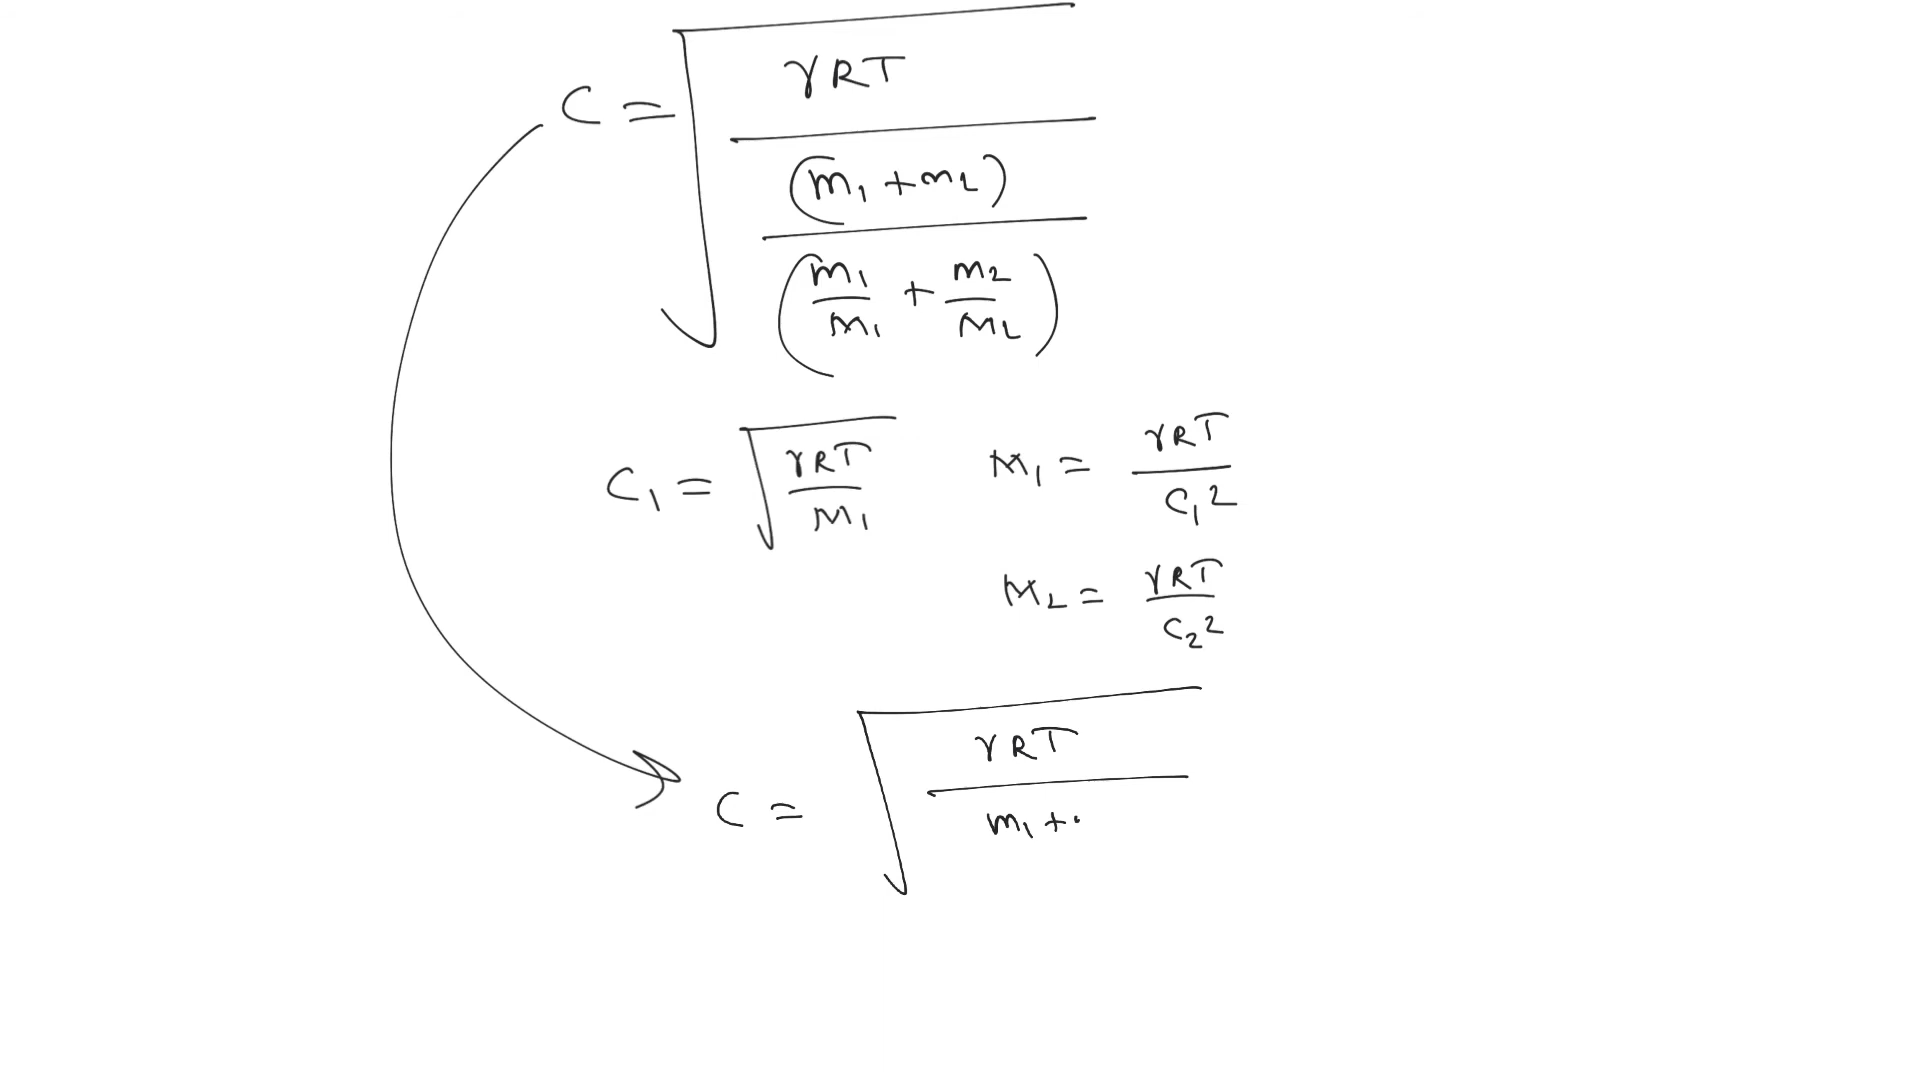 C = √ γRT
(m₁ + m₂)
(m₁/M₁ + m₂/M₂)
C₁ = √ γRT/M₁   M₁ = γRT/C₁²
M₂ = γRT/C₂²
C = √ γRT
m₁ +